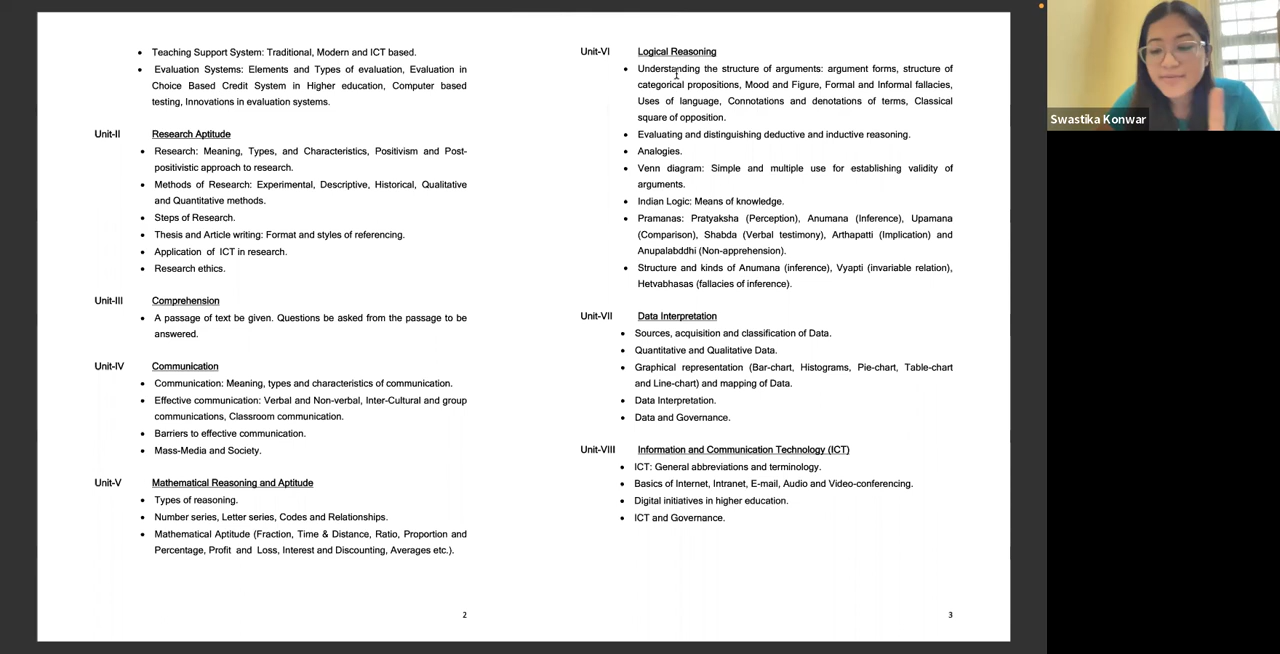 Teaching Support System: Traditional, Modern and ICT based.
Evaluation Systems: Elements and Types of evaluation, Evaluation in
Choice Based Credit System in Higher education, Computer based
testing, Innovations in evaluation systems.
Unit-II Research Aptitude
Research: Meaning, Types, and Characteristics, Positivism and Post-
positivistic approach to research.
Methods of Research: Experimental, Descriptive, Historical, Qualitative
and Quantitative methods.
Steps of Research.
Thesis and Article writing: Format and styles of referencing.
Application of ICT in research.
Research ethics.
Unit-III Comprehension
A passage of text be given. Questions be asked from the passage to be
answered.
Unit-IV Communication
Communication: Meaning, types and characteristics of communication.
Effective communication: Verbal and Non-verbal, Inter-Cultural and group
communications, Classroom communication.
Barriers to effective communication.
Mass-Media and Society.
Unit-V Mathematical Reasoning and Aptitude
Types of reasoning.
Number series, Letter series, Codes and Relationships.
Mathematical Aptitude (Fraction, Time & Distance, Ratio, Proportion and
Percentage, Profit and Loss, Interest and Discounting, Averages etc.).
2
Unit-VI Logical Reasoning
Understanding the structure of arguments: argument forms, structure of
categorical propositions, Mood and Figure, Formal and Informal fallacies,
Uses of language, Connotations and denotations of terms, Classical
square of opposition.
Evaluating and distinguishing deductive and inductive reasoning.
Analogies.
Venn diagram: Simple and multiple use for establishing validity of
arguments.
Indian Logic: Means of knowledge.
Pramanas: Pratyaksha (Perception), Anumana (Inference), Upamana
(Comparison), Shabda (Verbal testimony), Arthapatti (Implication) and
Anupalabddhi (Non-apprehension).
Structure and kinds of Anumana (inference), Vyapti (invariable relation),
Hetvabhasas (fallacies of inference).
Unit-VII Data Interpretation
Sources, acquisition and classification of Data.
Quantitative and Qualitative Data.
Graphical representation (Bar-chart, Histograms, Pie-chart, Table-chart
and Line-chart) and mapping of Data.
Data Interpretation.
Data and Governance.
Unit-VIII Information and Communication Technology (ICT)
ICT: General abbreviations and terminology.
Basics of Internet, Intranet, E-mail, Audio and Video-conferencing.
Digital initiatives in higher education.
ICT and Governance.
3
Swastika Konwar